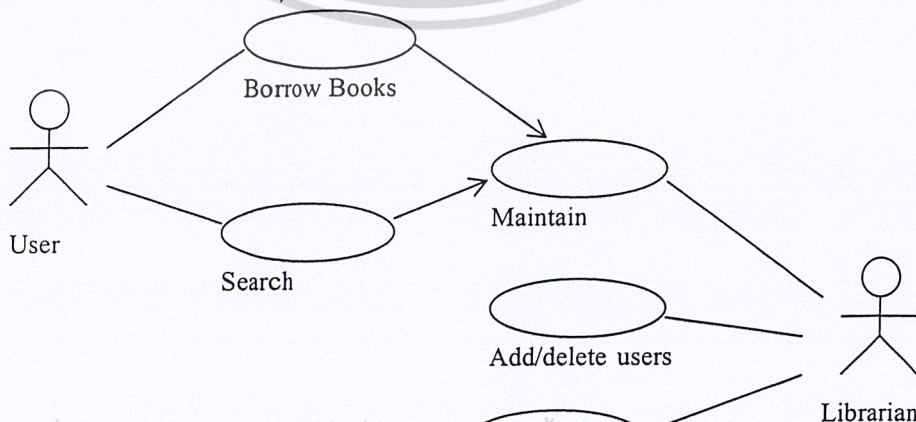 Borrow Books
Maintain
User
Search
Add/delete users
Librarian